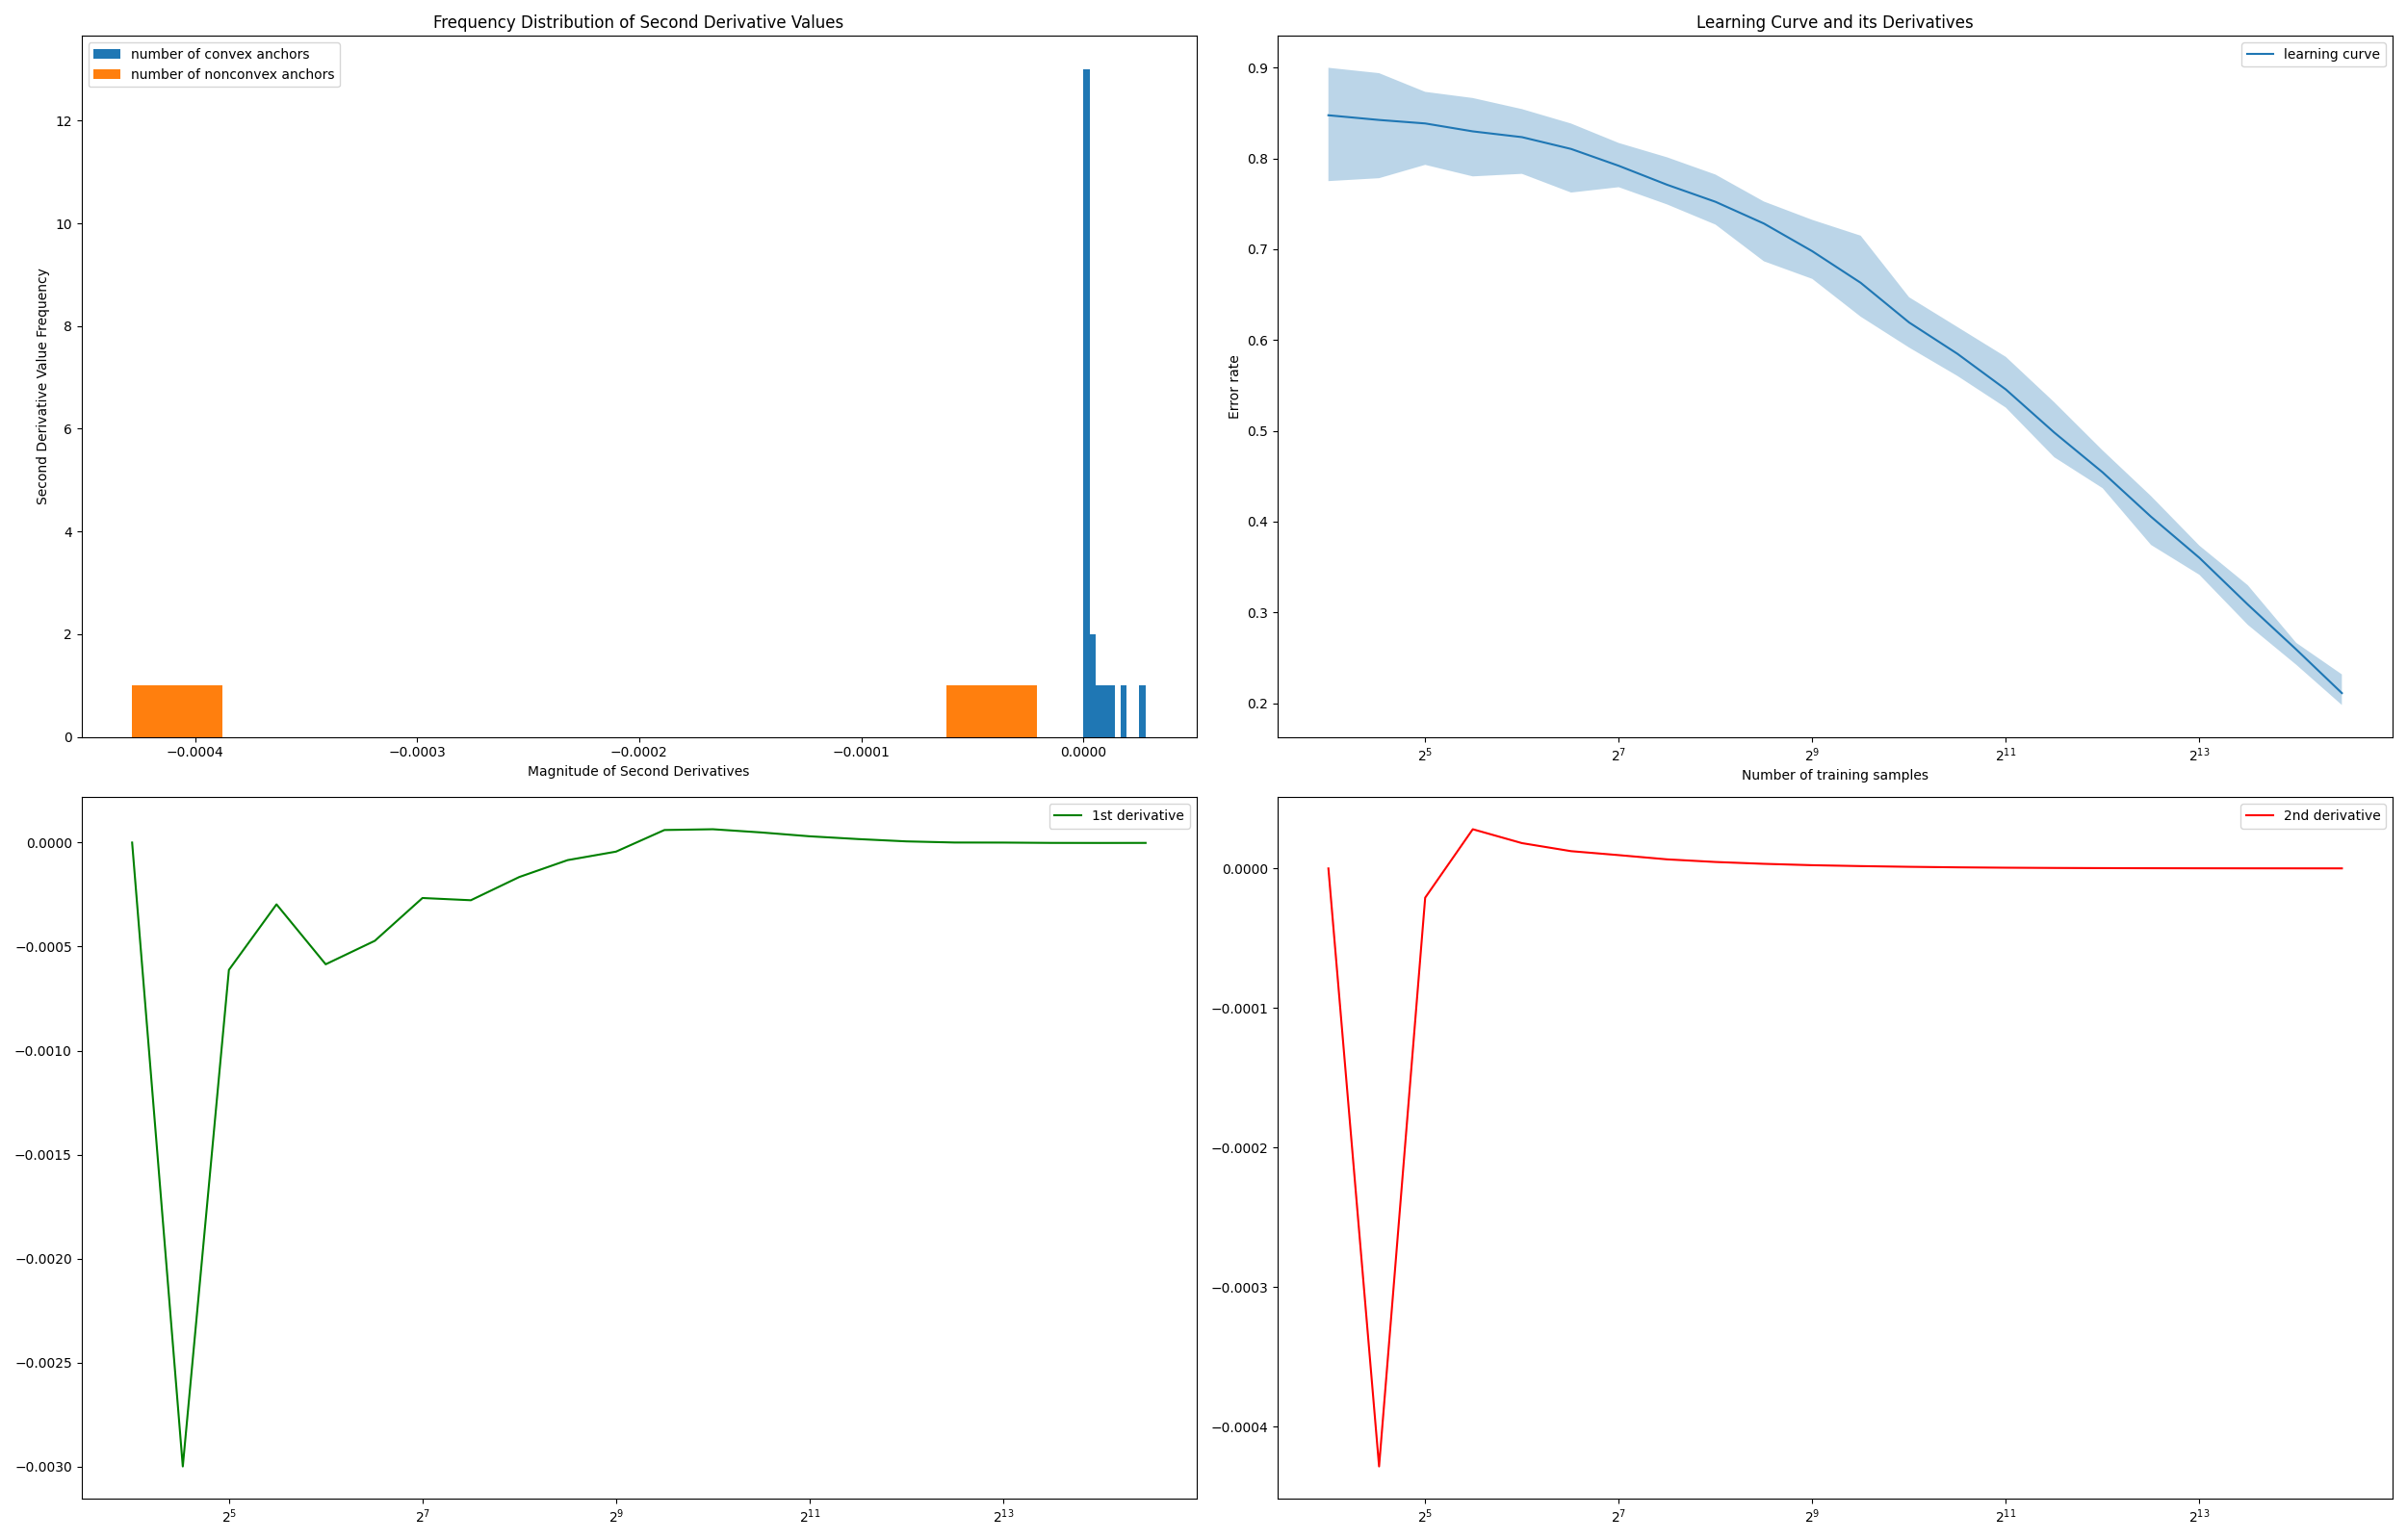 Frequency Distribution of Second Derivative Values
number of convex anchors
number of nonconvex anchors
Second Derivative Value Frequency
12
10
8
6
4
2
0
−0.0004 −0.0003 −0.0002 −0.0001 0.0000
Magnitude of Second Derivatives
Learning Curve and its Derivatives
learning curve
Error rate
0.9
0.8
0.7
0.6
0.5
0.4
0.3
0.2
2^5 2^7 2^9 2^11 2^13
Number of training samples
1st derivative
0.0000
−0.0005
−0.0010
−0.0015
−0.0020
−0.0025
−0.0030
2^5 2^7 2^9 2^11 2^13
2nd derivative
0.0000
−0.0001
−0.0002
−0.0003
−0.0004
2^5 2^7 2^9 2^11 2^13